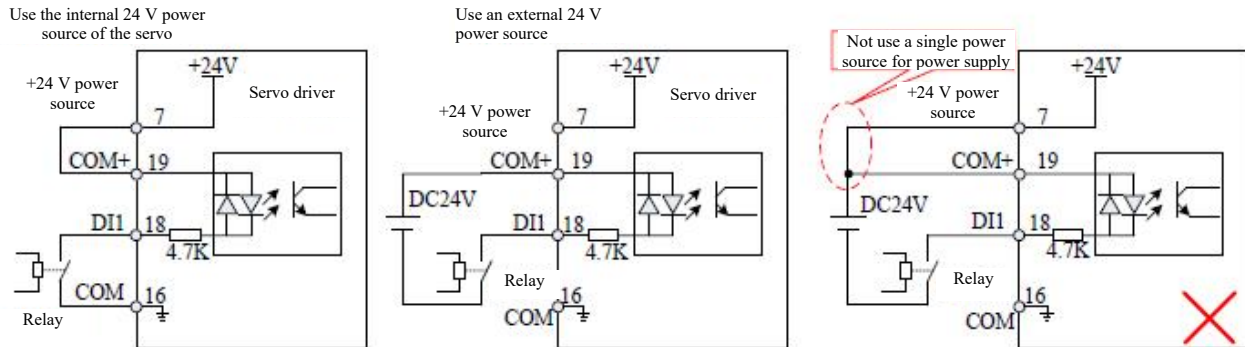 Use the internal 24 V power
source of the servo
+24V
+24 V power
source
Servo driver
7
COM+
19
DI1
18
4.7K
COM
16
Relay
Use an external 24 V
power source
+24V
Servo driver
+24 V power
source
7
COM+
19
DC24V
DI1
18
4.7K
Relay
16
COM
Not use a single power
source for power supply
+24V
+24 V power
source
7
COM+
19
DC24V
DI1
18
4.7K
Relay
16
COM